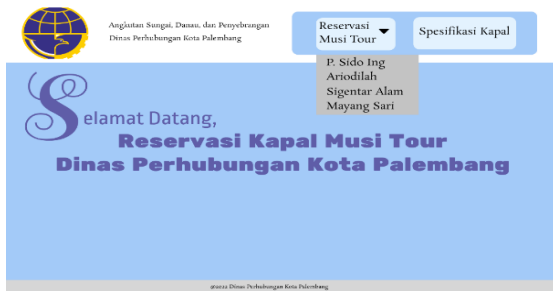 Angkutan Sungai, Danau, dan Penyebrangan
Dinas Perhubungan Kota Palembang
Reservasi
Musi Tour
Spesifikasi Kapal
P. Sido Ing
Ariodilah
Sigentar Alam
Mayang Sari
Selamat Datang,
Reservasi Kapal Musi Tour
Dinas Perhubungan Kota Palembang
@2022 Dinas Perhubungan Kota Palembang